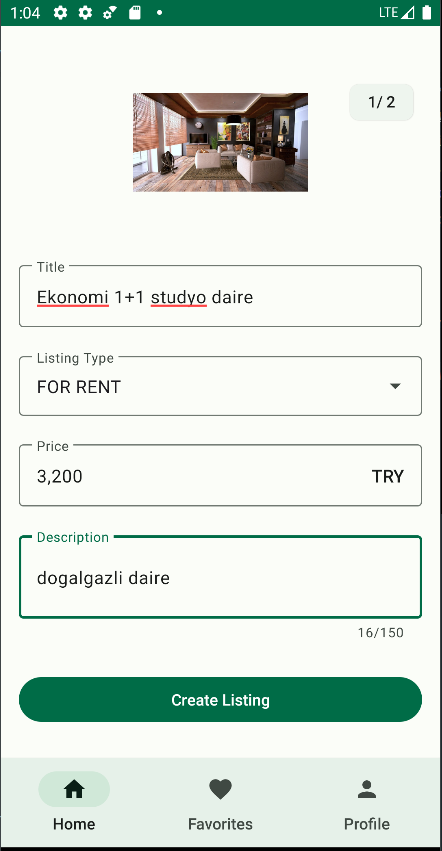 1:04 LTE
1/ 2
Title
Ekonomi 1+1 studyo daire
Listing Type
FOR RENT
Price
3,200 TRY
Description
dogalgazli daire
16/150
Create Listing
Home Favorites Profile